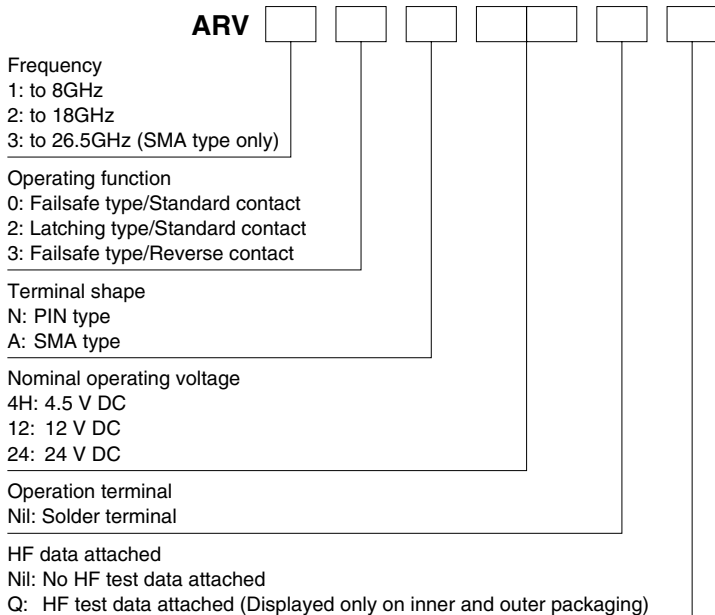 ARV
Frequency
1: to 8GHz
2: to 18GHz
3: to 26.5GHz (SMA type only)
Operating function
0: Failsafe type/Standard contact
2: Latching type/Standard contact
3: Failsafe type/Reverse contact
Terminal shape
N: PIN type
A: SMA type
Nominal operating voltage
4H: 4.5 V DC
12: 12 V DC
24: 24 V DC
Operation terminal
Nil: Solder terminal
HF data attached
Nil: No HF test data attached
Q: HF test data attached (Displayed only on inner and outer packaging)